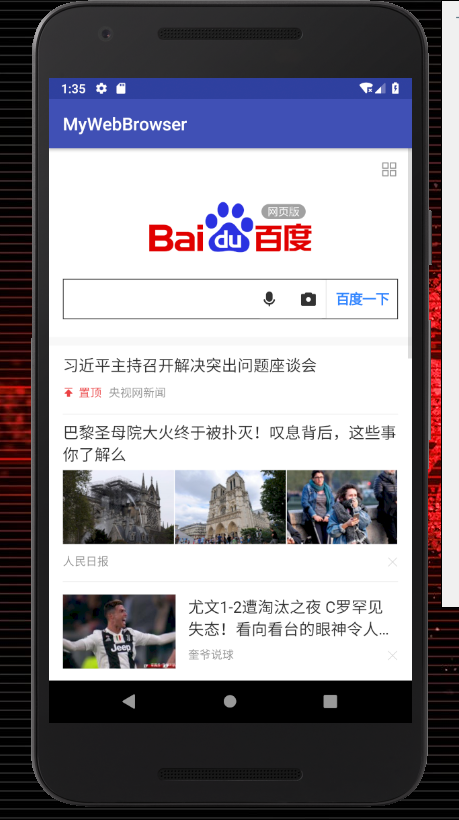 1:35
MyWebBrowser
网页版
Bai du 百度
百度一下
习近平主持召开解决突出问题座谈会
置顶 央视网新闻
巴黎圣母院大火终于被扑灭！叹息背后，这些事
你了解么
人民日报
尤文1-2遭淘汰之夜 C罗罕见
失态！看向看台的眼神令人...
Jeep
奎爷说球